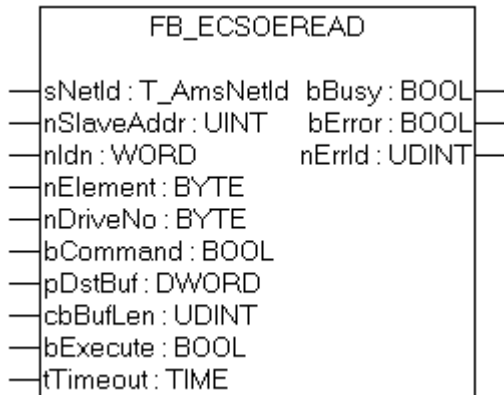 FB_ECSOEREAD
sNetId : T_AmsNetId bBusy : BOOL
nSlaveAddr : UINT bError : BOOL
nIdn : WORD nErrId : UDINT
nElement : BYTE
nDriveNo : BYTE
bCommand : BOOL
pDstBuf : DWORD
cbBufLen : UDINT
bExecute : BOOL
tTimeout : TIME